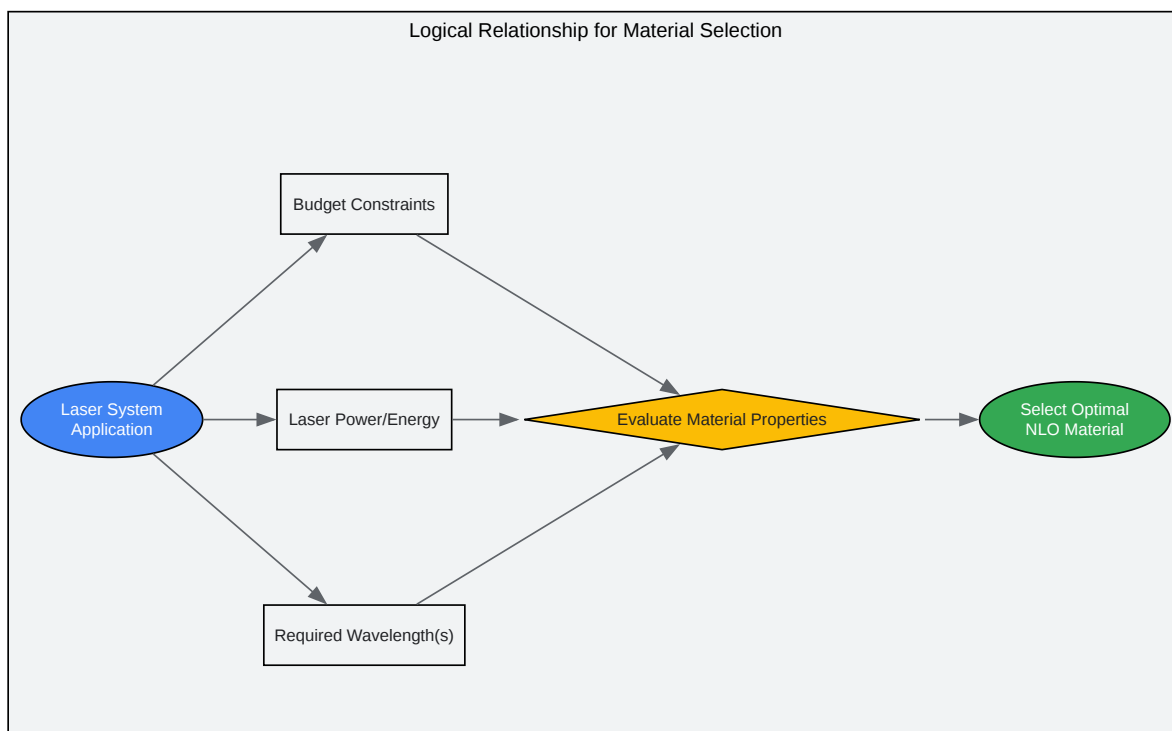 Logical Relationship for Material Selection
Budget Constraints
Laser System
Application
Laser Power/Energy
Evaluate Material Properties
Select Optimal
NLO Material
Required Wavelength(s)